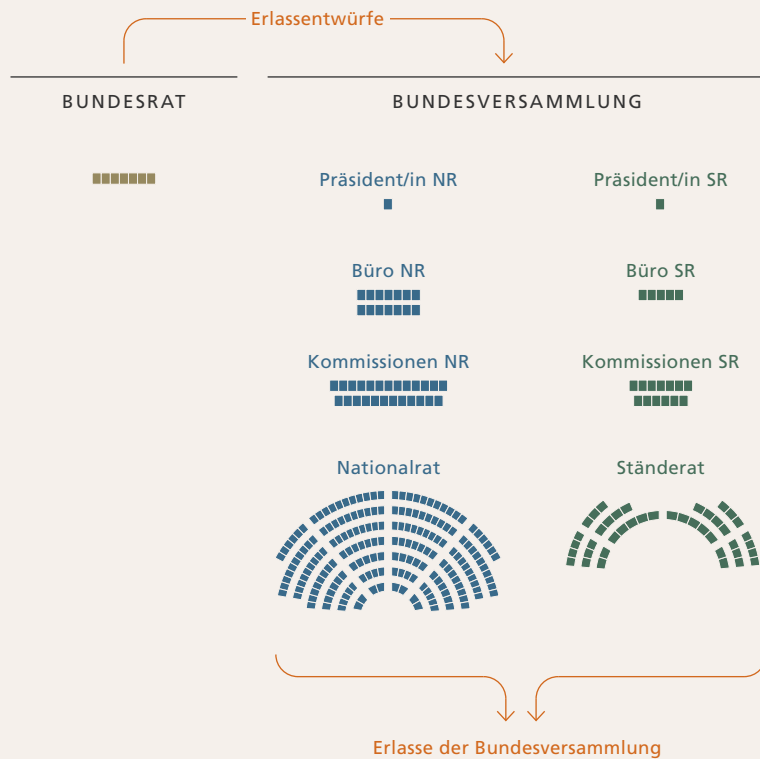 Erlassentwürfe
BUNDESRAT
BUNDESVERSAMMLUNG
Präsident/in NR
Präsident/in SR
Büro NR
Büro SR
Kommissionen NR
Kommissionen SR
Nationalrat
Ständerat
Erlasse der Bundesversammlung